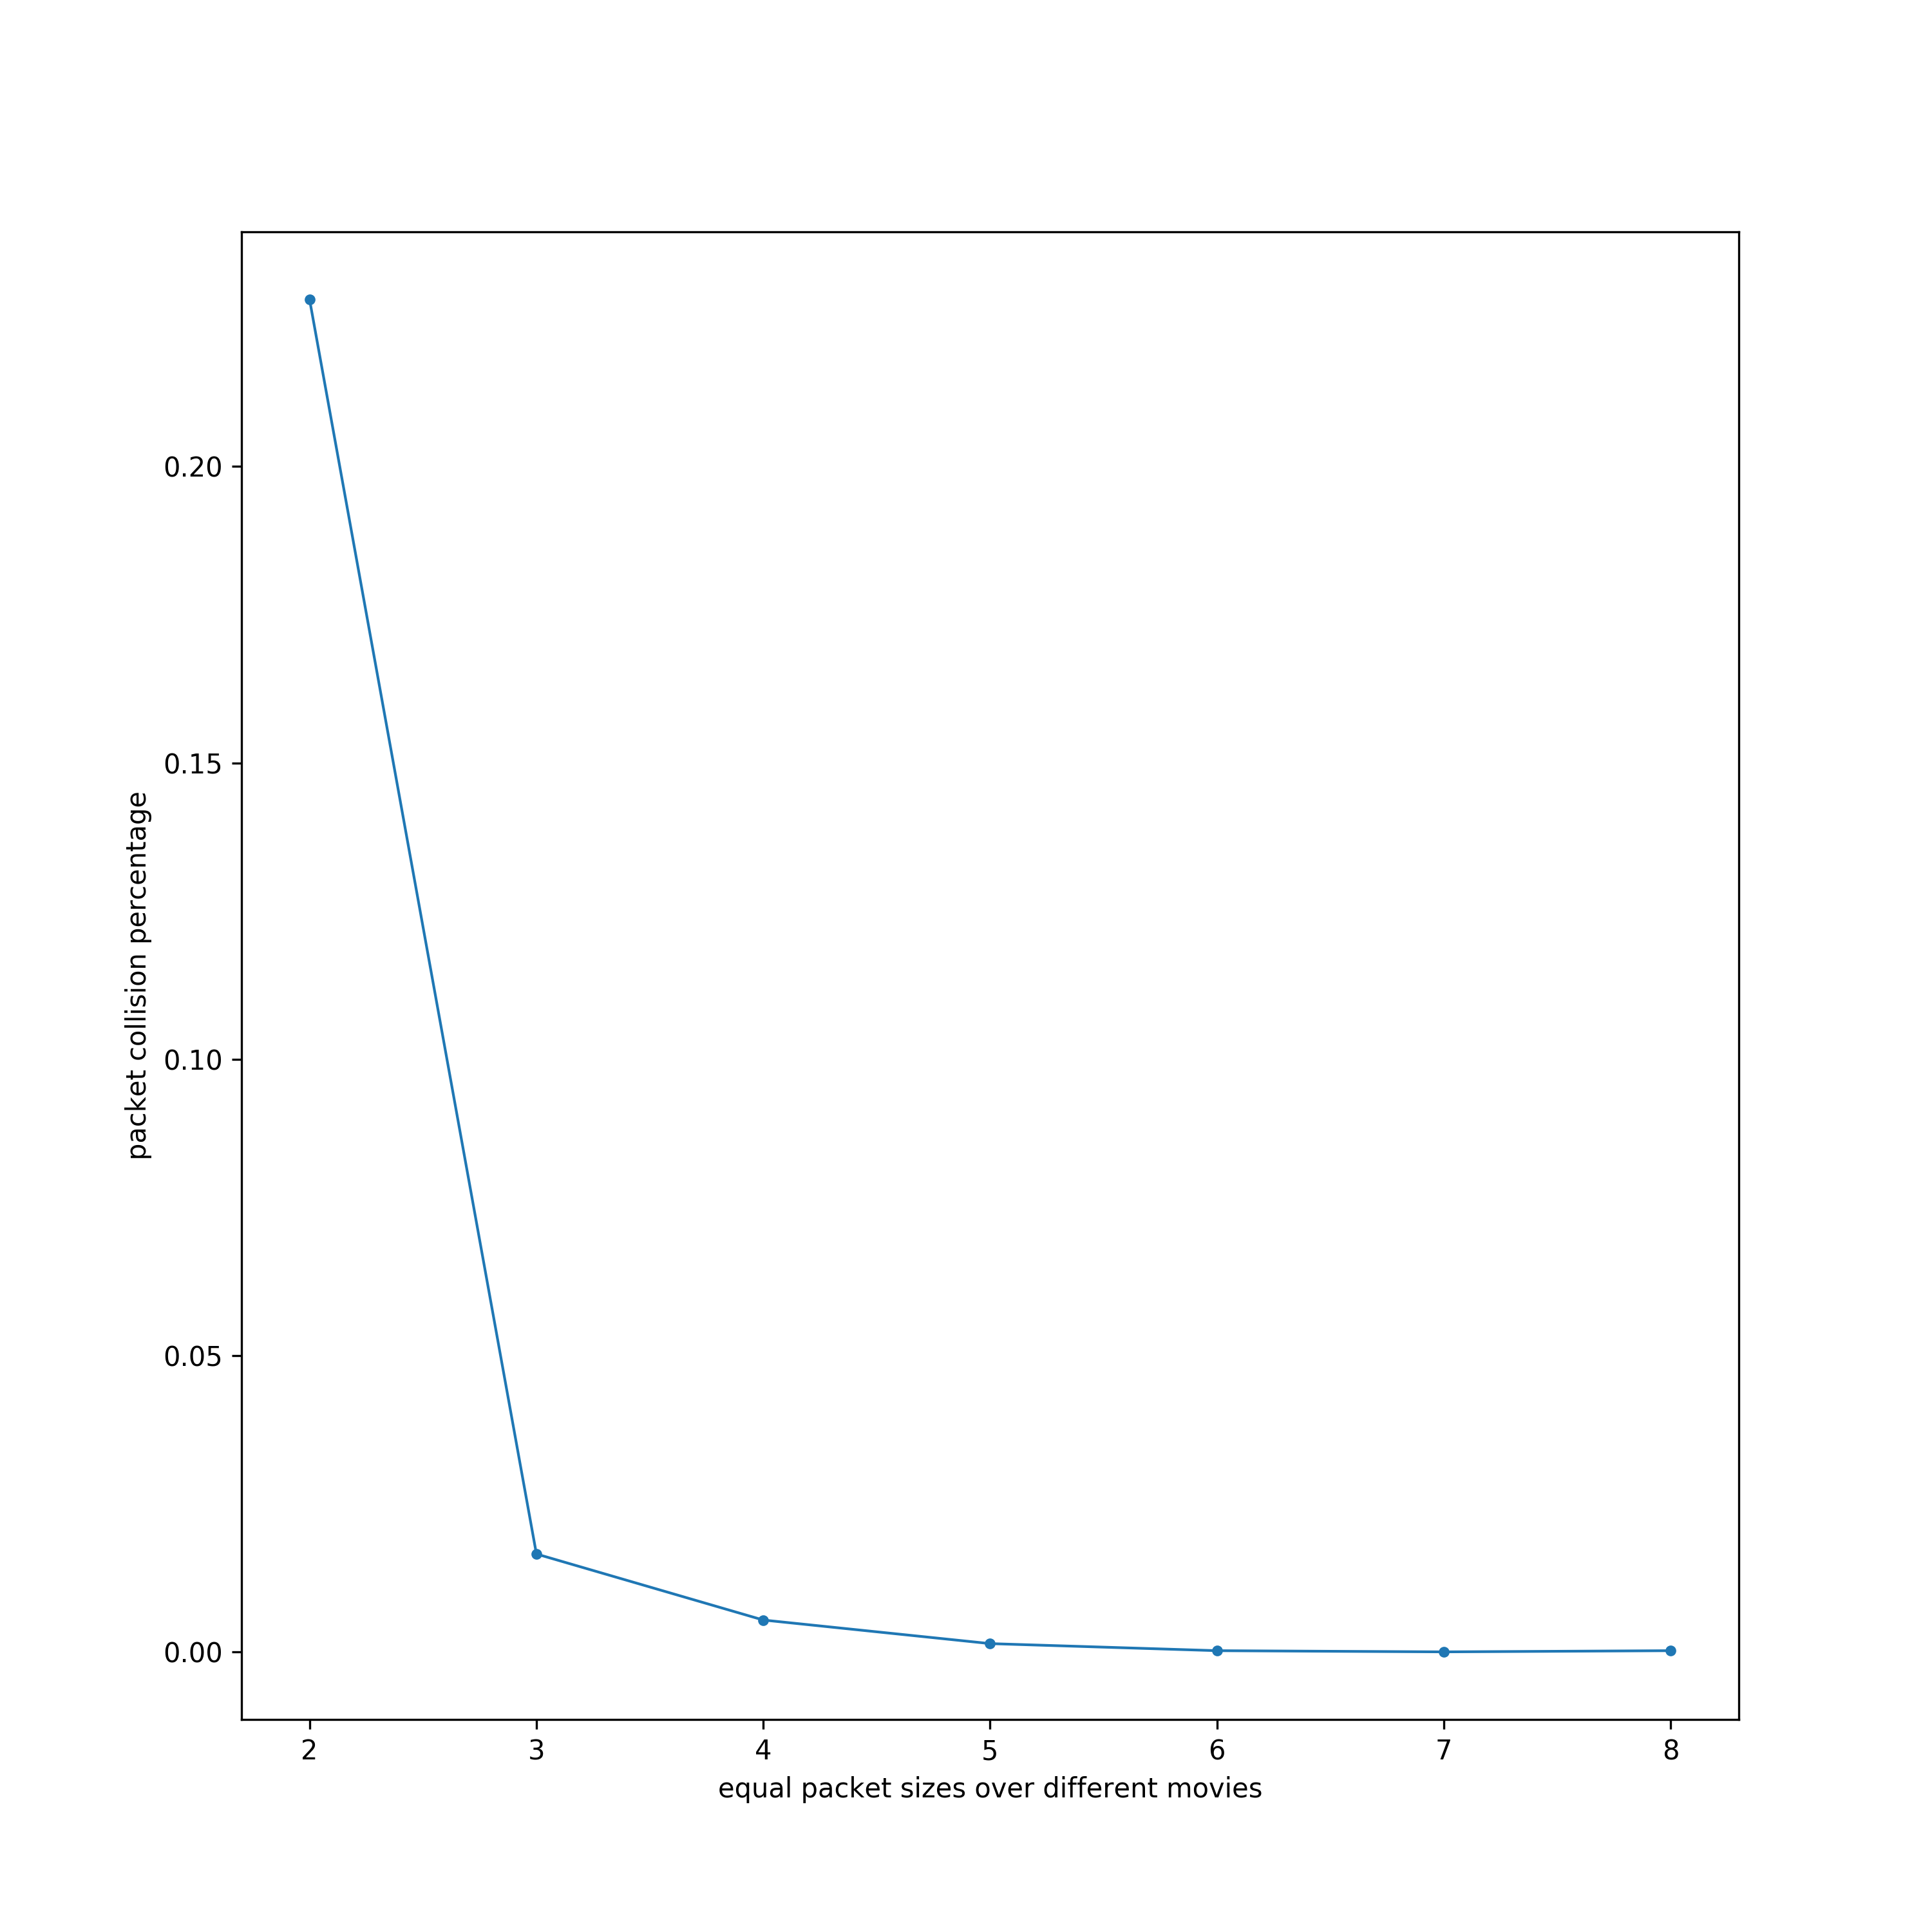 0.20
0.15
0.10
0.05
0.00
packet collision percentage
2 3 4 5 6 7 8
equal packet sizes over different movies